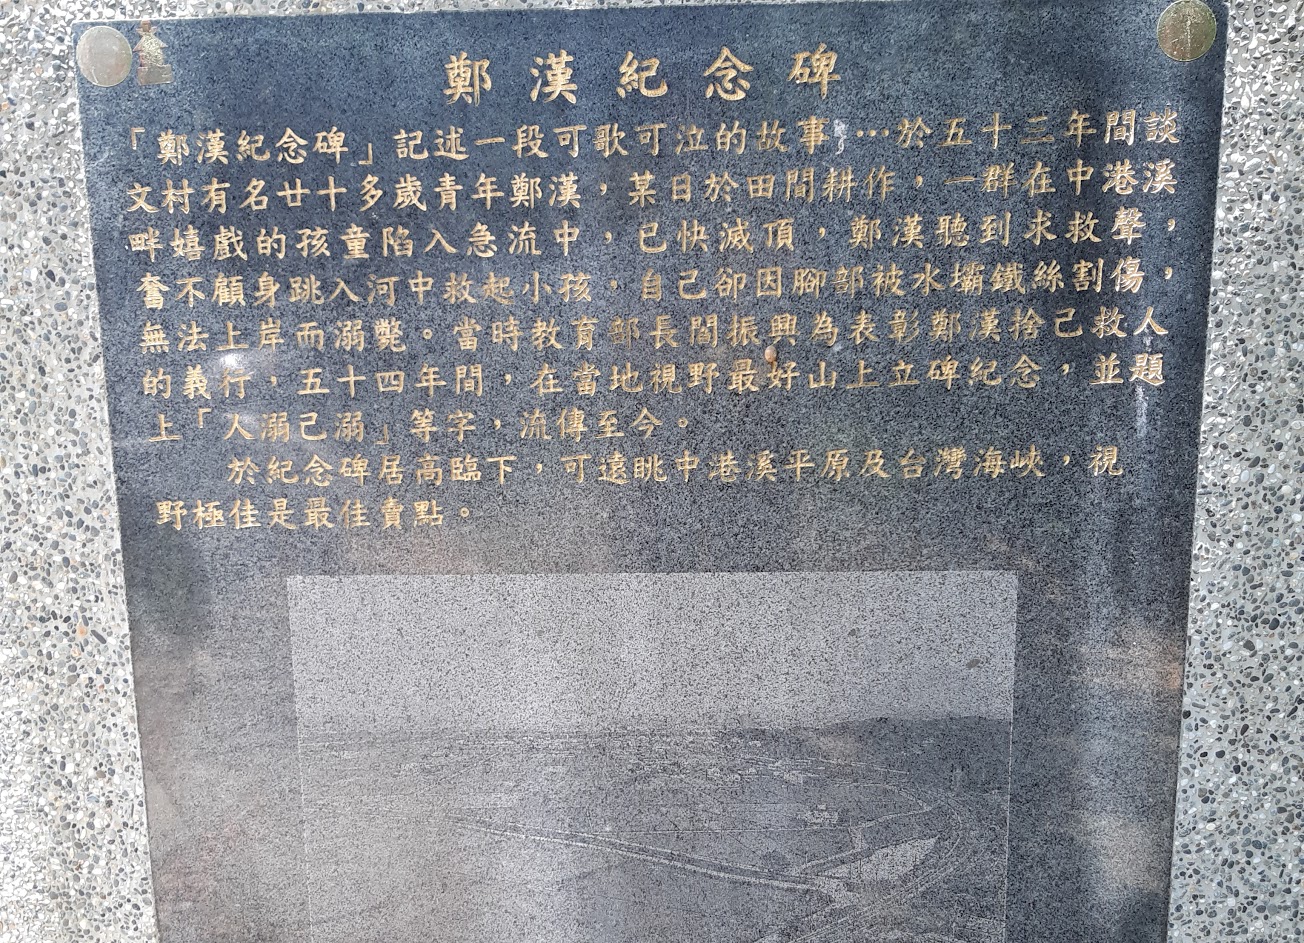 鄭漢紀念碑
「鄭漢紀念碑」記述一段可歌可泣的故事，…於五十三年間談
文村有名廿十多歲青年鄭漢，某日於田間耕作，一群在中港溪
畔嬉戲的孩童陷入急流中，已快滅頂，鄭漢聽到求救聲，
奮不顧身跳入河中救起小孩，自己卻因腳部被水壩鐵絲割傷，
無法上岸而溺斃。當時教育部長間振興為表彰鄭漢捨己救人
的義行，五十四年間，在當地視野最好山上立碑紀念，並題
上「人溺己溺」等字，流傳至今。
於紀念碑居高臨下，可遠眺中港溪平原及台灣海峽，視
野極佳是最佳賣點。